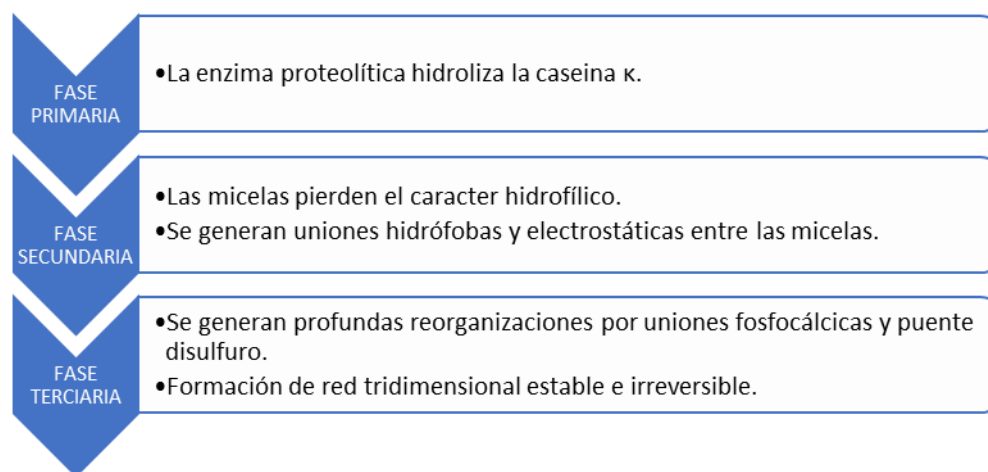 FASE
PRIMARIA
•La enzima proteolítica hidroliza la caseina κ.
FASE
SECUNDARIA
•Las micelas pierden el caracter hidrofílico.
•Se generan uniones hidrófobas y electrostáticas entre las micelas.
FASE
TERCIARIA
•Se generan profundas reorganizaciones por uniones fosfocálcicas y puente
disulfuro.
•Formación de red tridimensional estable e irreversible.